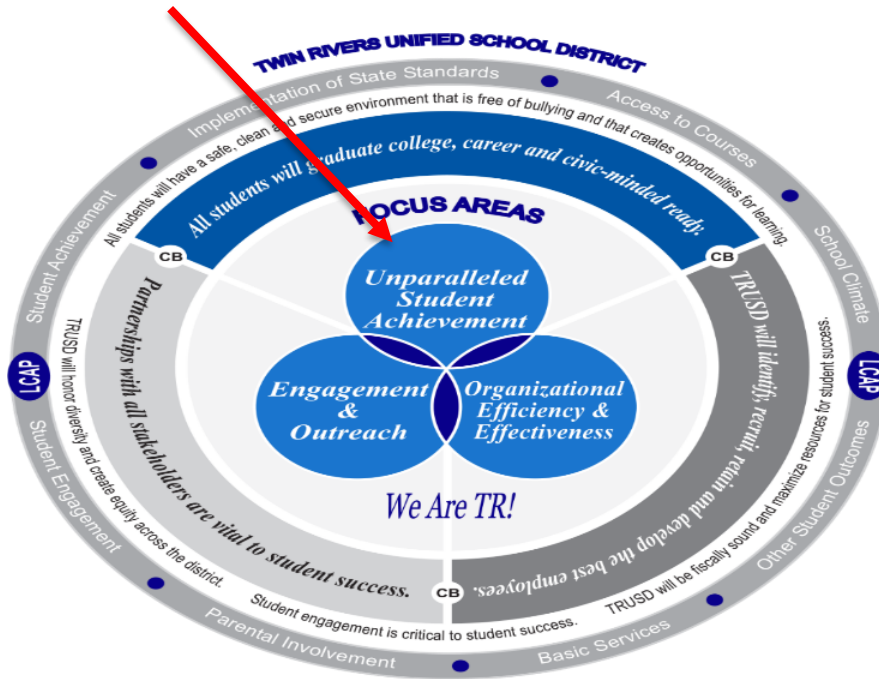 TWIN RIVERS UNIFIED SCHOOL DISTRICT
Implementation of State Standards
Access to Courses
Student Achievement
School Climate
All students will have a safe, clean and secure environment that is free of bullying and that creates opportunities for learning.
All students will graduate college, career and civic-minded ready.
FOCUS AREAS
CB
CB
Unparalleled
Student
Achievement
Engagement
&
Outreach
Organizational
Efficiency &
Effectiveness
We Are TR!
LCAP
LCAP
Partnerships with all stakeholders are vital to student success.
TRUSD will identify, recruit, retain and develop the best employees.
CB
TRUSD will honor diversity and create equity across the district.
Student engagement is critical to student success.
TRUSD will be fiscally sound and maximize resources for student success.
Student Engagement
Parental Involvement
Basic Services
Other Student Outcomes